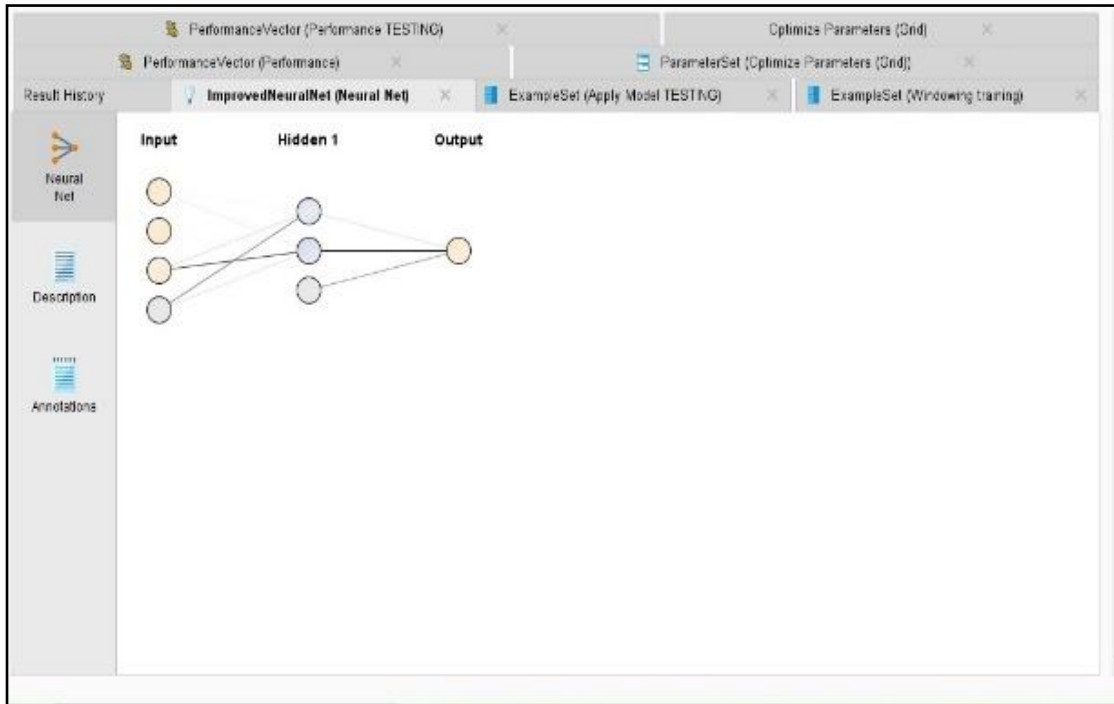 PerformanceVector (Performance TESTING)
Optimize Parameters (Grid)
PerformanceVector (Performance)
ParameterSet (Optimize Parameters (Grid))
Result History
ImprovedNeuralNet (Neural Net)
ExampleSet (Apply Model TESTING)
ExampleSet (Windowing training)
Input
Hidden 1
Output
Neural
Net
Description
Annotations